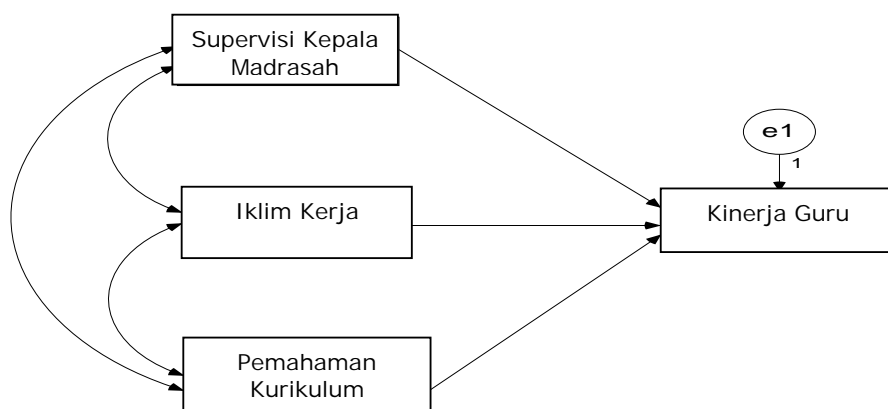 Supervisi Kepala
Madrasah
e1
1
Iklim Kerja
Kinerja Guru
Pemahaman
Kurikulum